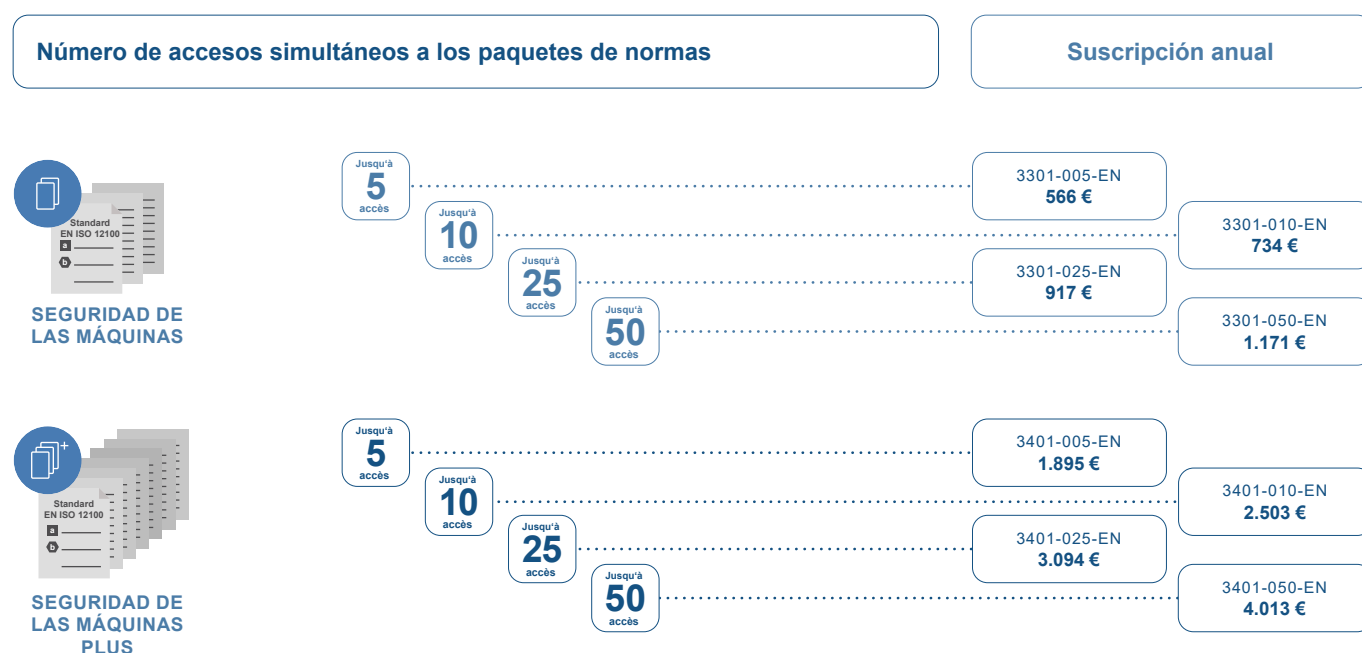 Número de accesos simultáneos a los paquetes de normas
Suscripción anual
Standard
EN ISO 12100
a
b
SEGURIDAD DE
LAS MÁQUINAS
Jusqu'à
5
accès
3301-005-EN
566 €
Jusqu'à
10
accès
3301-010-EN
734 €
Jusqu'à
25
accès
3301-025-EN
917 €
Jusqu'à
50
accès
3301-050-EN
1.171 €
Standard
EN ISO 12100
a
b
SEGURIDAD DE
LAS MÁQUINAS
PLUS
Jusqu'à
5
accès
3401-005-EN
1.895 €
Jusqu'à
10
accès
3401-010-EN
2.503 €
Jusqu'à
25
accès
3401-025-EN
3.094 €
Jusqu'à
50
accès
3401-050-EN
4.013 €